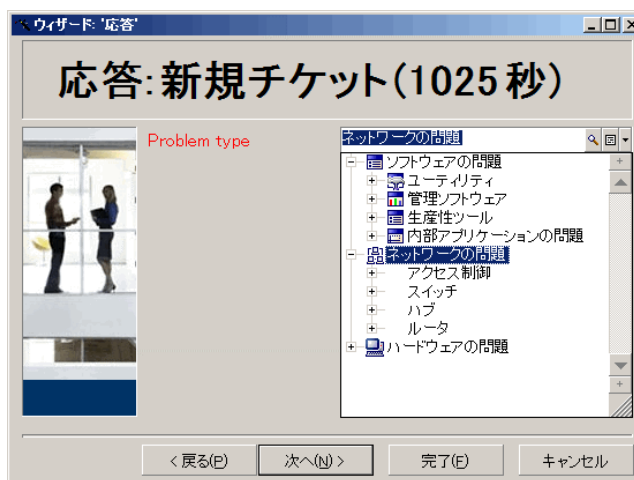 ウィザード: '応答'
応答:新規チケット(1025秒)
Problem type
ネットワークの問題
ソフトウェアの問題
ユーティリティ
管理ソフトウェア
生産性ツール
内部アプリケーションの問題
ネットワークの問題
アクセス制御
スイッチ
ハブ
ルータ
ハードウェアの問題
< 戻る(P)
次へ(N) >
完了(F)
キャンセル